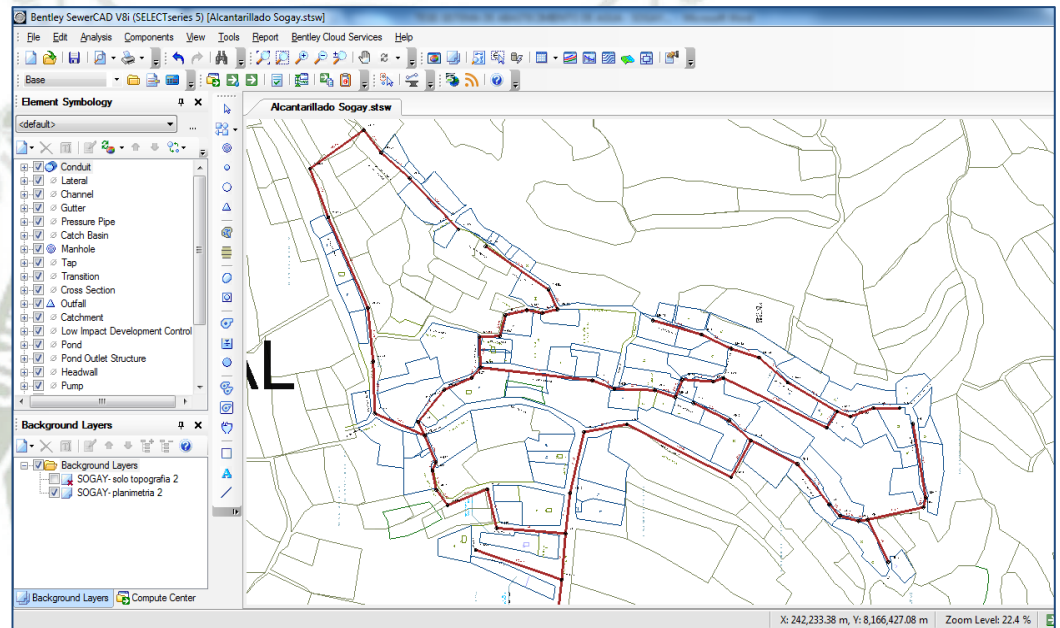 Bentley SewerCAD V8i (SELECTseries 5) [Alcantarillado Sogay.stsw]
File Edit Analysis Components View Tools Report Bentley Cloud Services Help
Base
Element Symbology
<default>
Conduit
Lateral
Channel
Gutter
Pressure Pipe
Catch Basin
Manhole
Tap
Transition
Cross Section
Outfall
Catchment
Low Impact Development Control
Pond
Pond Outlet Structure
Headwall
Pump
Background Layers
Background Layers
SOGAY- solo topografia 2
SOGAY- planimetria 2
Background Layers Compute Center
Alcantarillado Sogay.stsw
AL
X: 242,233.38 m, Y: 8,166,427.08 m Zoom Level: 22.4 %